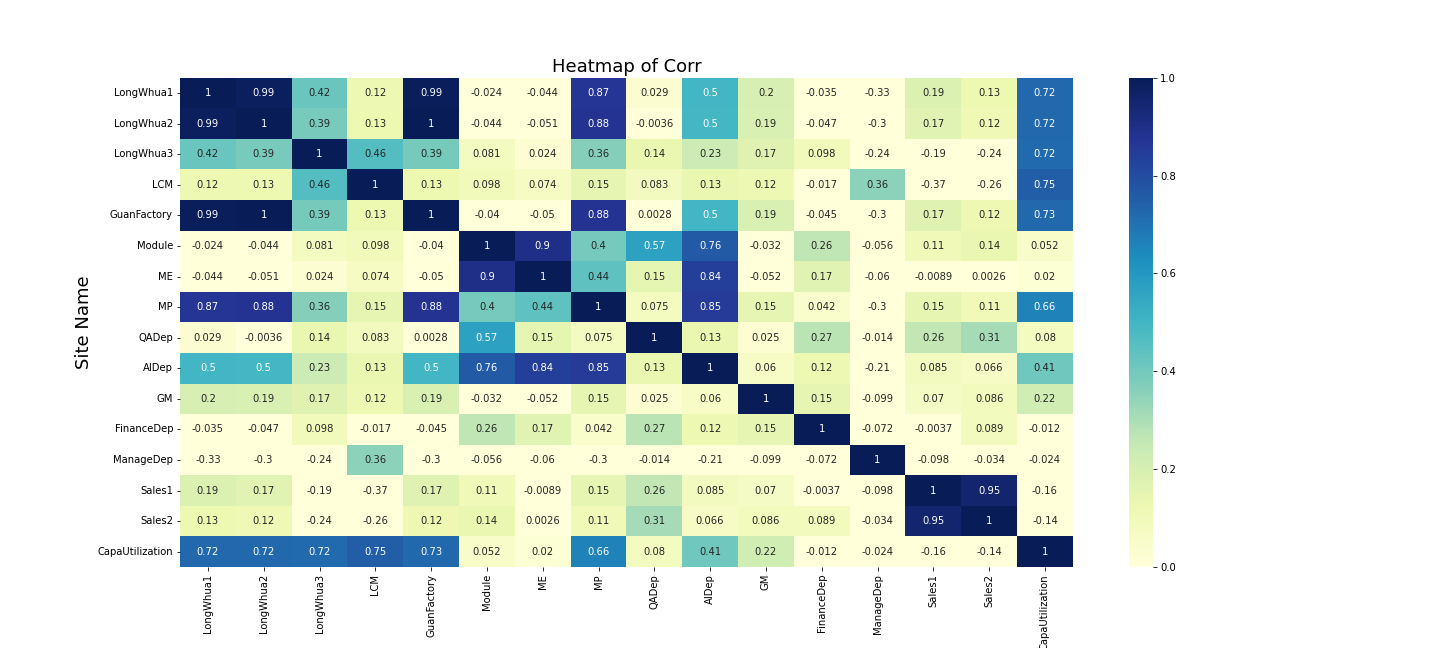 Heatmap of Corr
Site Name
LongWhua1 1 0.99 0.42 0.12 0.99 -0.024 -0.044 0.87 0.029 0.5 0.2 -0.035 -0.33 0.19 0.13 0.72
LongWhua2 0.99 1 0.39 0.13 1 -0.044 -0.051 0.88 -0.0036 0.5 0.19 -0.047 -0.3 0.17 0.12 0.72
LongWhua3 0.42 0.39 1 0.46 0.39 0.081 0.024 0.36 0.14 0.23 0.17 0.098 -0.24 -0.19 -0.24 0.72
LCM 0.12 0.13 0.46 1 0.13 0.098 0.074 0.15 0.083 0.13 0.12 -0.017 0.36 -0.37 -0.26 0.75
GuanFactory 0.99 1 0.39 0.13 1 -0.04 -0.05 0.88 0.0028 0.5 0.19 -0.045 -0.3 0.17 0.12 0.73
Module -0.024 -0.044 0.081 0.098 -0.04 1 0.9 0.4 0.57 0.76 -0.032 0.26 -0.056 0.11 0.14 0.052
ME -0.044 -0.051 0.024 0.074 -0.05 0.9 1 0.44 0.15 0.84 -0.052 0.17 -0.06 -0.0089 0.0026 0.02
MP 0.87 0.88 0.36 0.15 0.88 0.4 0.44 1 0.075 0.85 0.15 0.042 -0.3 0.15 0.11 0.66
QADep 0.029 -0.0036 0.14 0.083 0.0028 0.57 0.15 0.075 1 0.13 0.025 0.27 -0.014 0.26 0.31 0.08
AIDep 0.5 0.5 0.23 0.13 0.5 0.76 0.84 0.85 0.13 1 0.06 0.12 -0.21 0.085 0.066 0.41
GM 0.2 0.19 0.17 0.12 0.19 -0.032 -0.052 0.15 0.025 0.06 1 0.15 -0.099 0.07 0.086 0.22
FinanceDep -0.035 -0.047 0.098 -0.017 -0.045 0.26 0.17 0.042 0.27 0.12 0.15 1 -0.072 -0.0037 0.089 -0.012
ManageDep -0.33 -0.3 -0.24 0.36 -0.3 -0.056 -0.06 -0.3 -0.014 -0.21 -0.099 -0.072 1 -0.098 -0.034 -0.024
Sales1 0.19 0.17 -0.19 -0.37 0.17 0.11 -0.0089 0.15 0.26 0.085 0.07 -0.0037 -0.098 1 0.95 -0.16
Sales2 0.13 0.12 -0.24 -0.26 0.12 0.14 0.0026 0.11 0.31 0.066 0.086 0.089 -0.034 0.95 1 -0.14
CapaUtilization 0.72 0.72 0.72 0.75 0.73 0.052 0.02 0.66 0.08 0.41 0.22 -0.012 -0.024 -0.16 -0.14 1
LongWhua1
LongWhua2
LongWhua3
LCM
GuanFactory
Module
ME
MP
QADep
AIDep
GM
FinanceDep
ManageDep
Sales1
Sales2
CapaUtilization
1.0
0.8
0.6
0.4
0.2
0.0